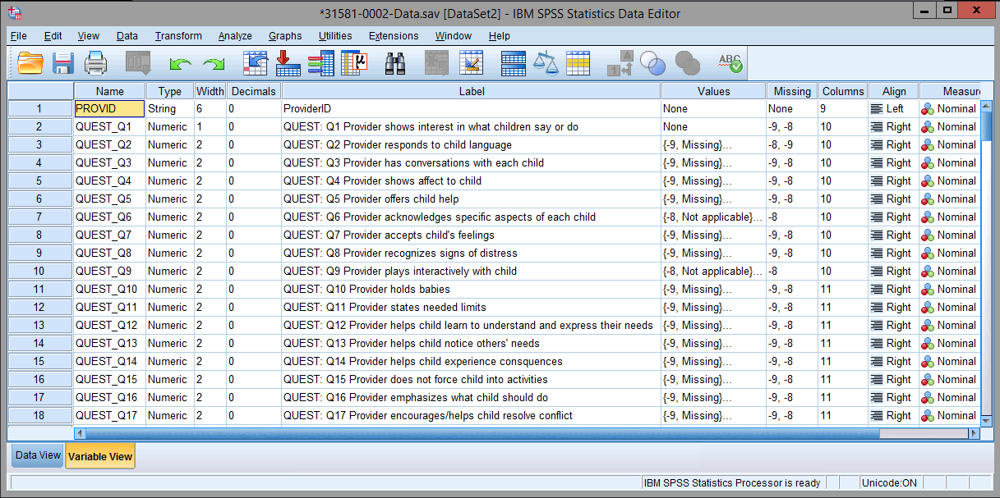 *31581-0002-Data.sav [DataSet2] - IBM SPSS Statistics Data Editor
File Edit View Data Transform Analyze Graphs Utilities Extensions Window Help
μ 1 A A ABC
Name Type Width Decimals Label Values Missing Columns Align Measure
1 PROVID String 6 0 ProviderID None None 9 Left Nominal
2 QUEST_Q1 Numeric 1 0 QUEST: Q1 Provider shows interest in what children say or do None -9, -8 10 Right Nominal
3 QUEST_Q2 Numeric 2 0 QUEST: Q2 Provider responds to child language {-9, Missing}... -8, -9 10 Right Nominal
4 QUEST_Q3 Numeric 2 0 QUEST: Q3 Provider has conversations with each child {-9, Missing}... -9, -8 10 Right Nominal
5 QUEST_Q4 Numeric 2 0 QUEST: Q4 Provider shows affect to child {-9, Missing}... -9, -8 10 Right Nominal
6 QUEST_Q5 Numeric 2 0 QUEST: Q5 Provider offers child help {-9, Missing}... -9, -8 10 Right Nominal
7 QUEST_Q6 Numeric 2 0 QUEST: Q6 Provider acknowledges specific aspects of each child {-8, Not applicable}... -8 10 Right Nominal
8 QUEST_Q7 Numeric 2 0 QUEST: Q7 Provider accepts child's feelings {-9, Missing}... -9, -8 10 Right Nominal
9 QUEST_Q8 Numeric 2 0 QUEST: Q8 Provider recognizes signs of distress {-9, Missing}... -9, -8 10 Right Nominal
10 QUEST_Q9 Numeric 2 0 QUEST: Q9 Provider plays interactively with child {-8, Not applicable}... -8 10 Right Nominal
11 QUEST_Q10 Numeric 2 0 QUEST: Q10 Provider holds babies {-9, Missing}... -9, -8 11 Right Nominal
12 QUEST_Q11 Numeric 2 0 QUEST: Q11 Provider states needed limits {-9, Missing}... -9, -8 11 Right Nominal
13 QUEST_Q12 Numeric 2 0 QUEST: Q12 Provider helps child learn to understand and express their needs {-9, Missing}... -9, -8 11 Right Nominal
14 QUEST_Q13 Numeric 2 0 QUEST: Q13 Provider helps child notice others' needs {-9, Missing}... -9, -8 11 Right Nominal
15 QUEST_Q14 Numeric 2 0 QUEST: Q14 Provider helps child experience consquences {-9, Missing}... -9, -8 11 Right Nominal
16 QUEST_Q15 Numeric 2 0 QUEST: Q15 Provider does not force child into activities {-9, Missing}... -9, -8 11 Right Nominal
17 QUEST_Q16 Numeric 2 0 QUEST: Q16 Provider emphasizes what child should do {-9, Missing}... -9, -8 11 Right Nominal
18 QUEST_Q17 Numeric 2 0 QUEST: Q17 Provider encourages/helps child resolve conflict {-9, Missing}... -9, -8 11 Right Nominal
Data View Variable View
IBM SPSS Statistics Processor is ready Unicode:ON